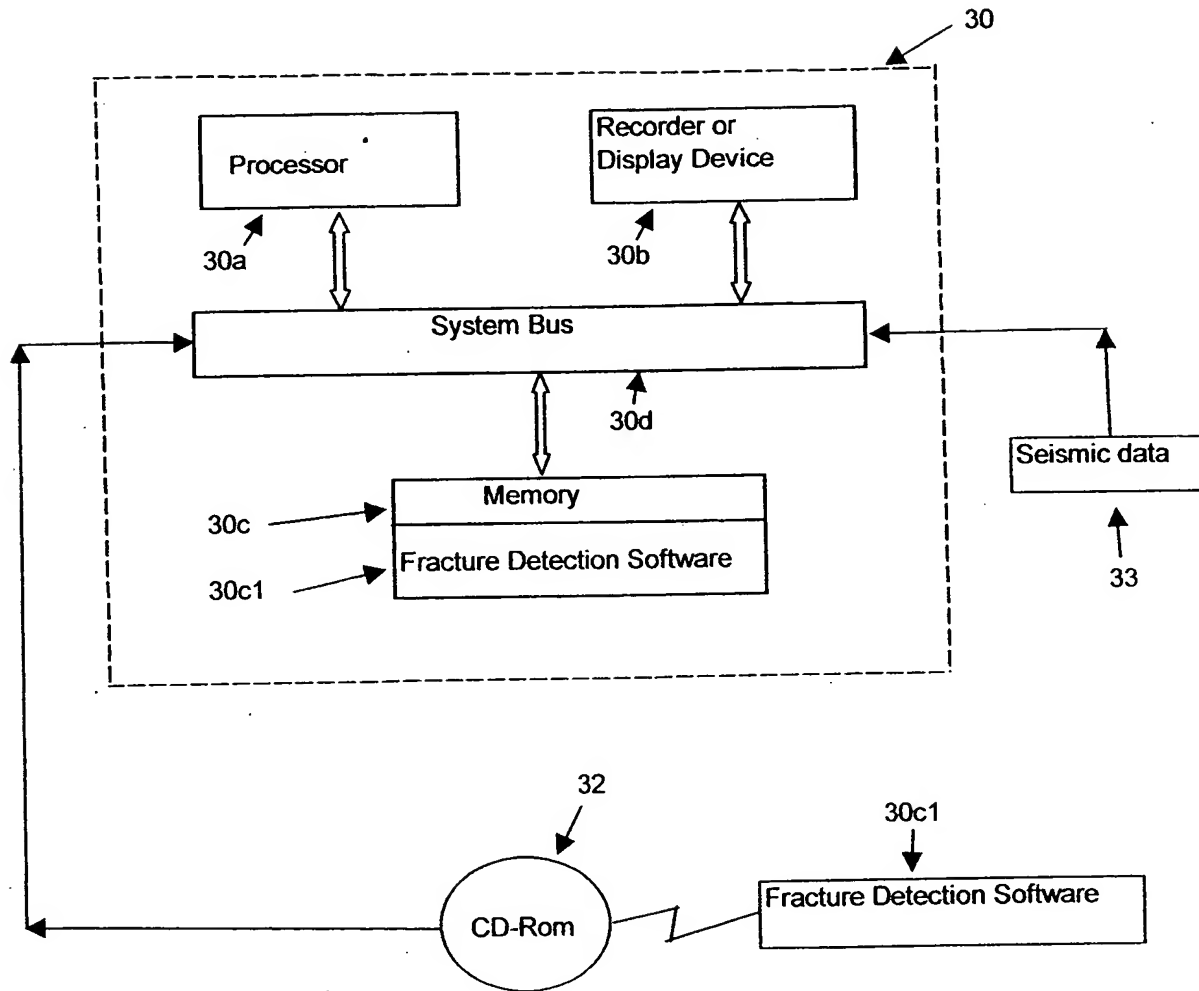 30
Processor
Recorder or
Display Device
30a
30b
System Bus
30d
Seismic data
33
Memory
30c
Fracture Detection Software
30c1
32
30c1
CD-Rom
Fracture Detection Software